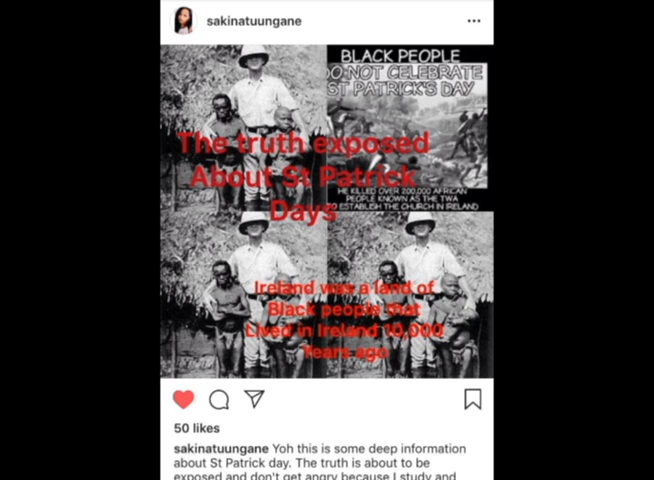 sakinatuungane
BLACK PEOPLE
DO NOT CELEBRATE
ST PATRICK'S DAY
The truth exposed
About St Patrick
Days
HE KILLED OVER 200,000 AFRICAN
PEOPLE KNOWN AS THE TWA
TO ESTABLISH THE CHURCH IN IRELAND
Ireland was a land of
Black people that
Lived in Ireland 10,000
Years ago
50 likes
sakinatuungane Yoh this is some deep information
about St Patrick day. The truth is about to be
exposed and don't get angry because I study and